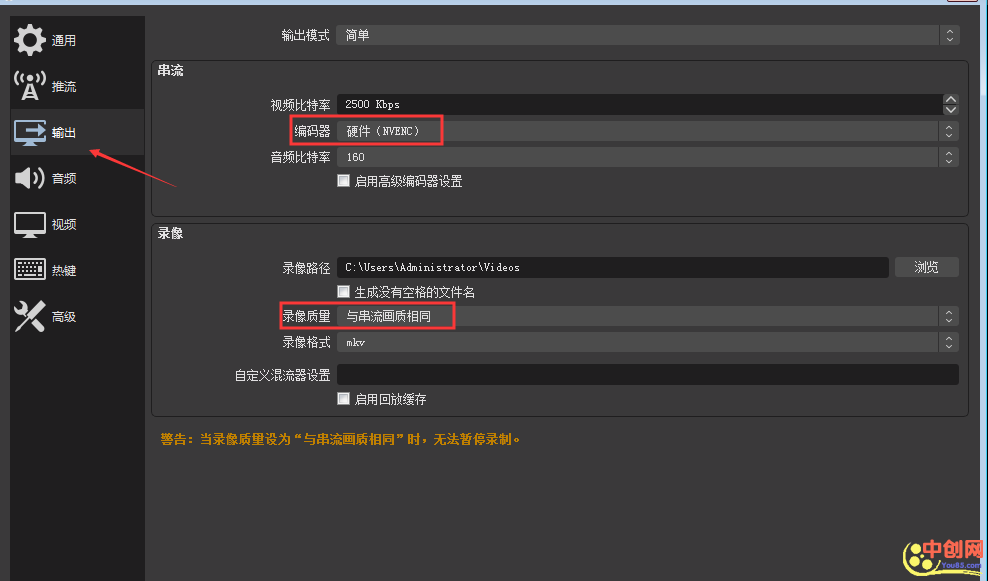 通用
推流
输出
音频
视频
热键
高级
输出模式 简单
串流
视频比特率 2500 Kbps
编码器 硬件（NVENC）
音频比特率 160
启用高级编码器设置
录像
录像路径 C:\Users\Administrator\Videos 浏览
生成没有空格的文件名
录像质量 与串流画质相同
录像格式 mkv
自定义混流器设置
启用回放缓存
警告：当录像质量设为“与串流画质相同”时，无法暂停录制。
中创网
You85.com